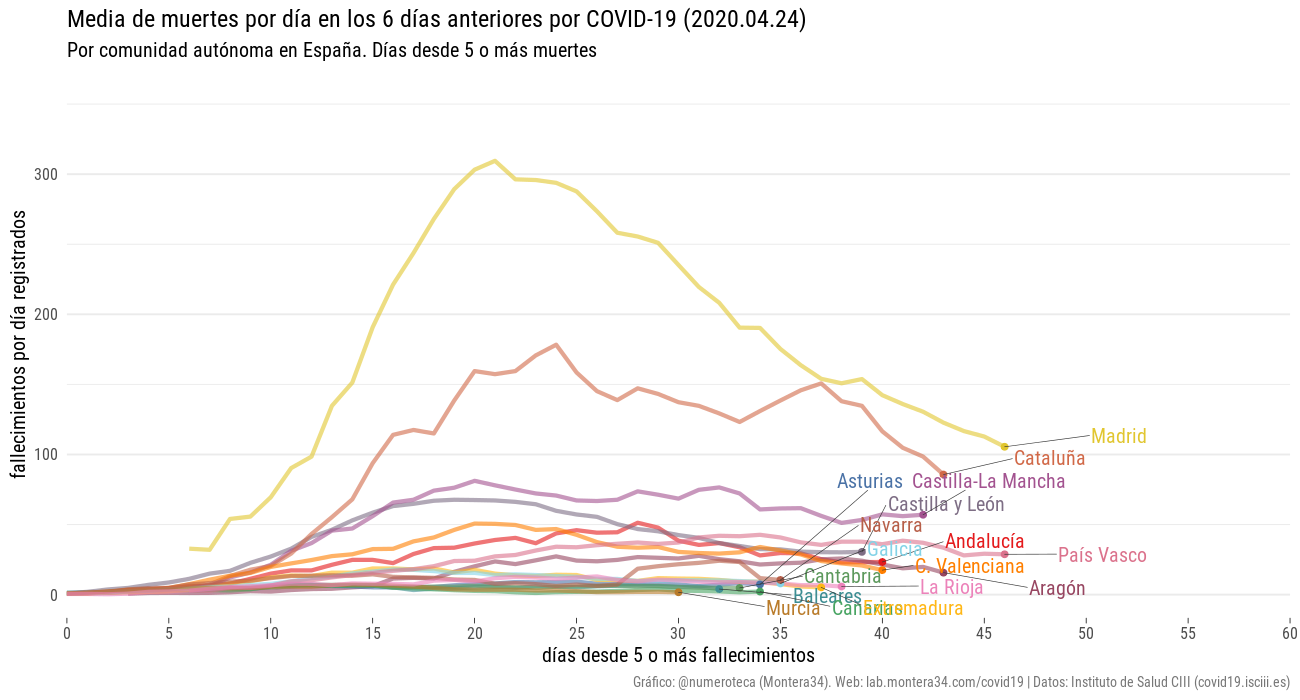 Media de muertes por día en los 6 días anteriores por COVID-19 (2020.04.24)
Por comunidad autónoma en España. Días desde 5 o más muertes
fallecimientos por día registrados
300
200
100
0
Madrid
Cataluña
Asturias
Castilla-La Mancha
Castilla y León
Navarra
Andalucía
Galicia
País Vasco
C. Valenciana
Cantabria
La Rioja
Aragón
Baleares
Murcia
Canarias
Extremadura
0 5 10 15 20 25 30 35 40 45 50 55 60
días desde 5 o más fallecimientos
Gráfico: @numeroteca (Montera34). Web: lab.montera34.com/covid19 | Datos: Instituto de Salud CIII (covid19.isciii.es)